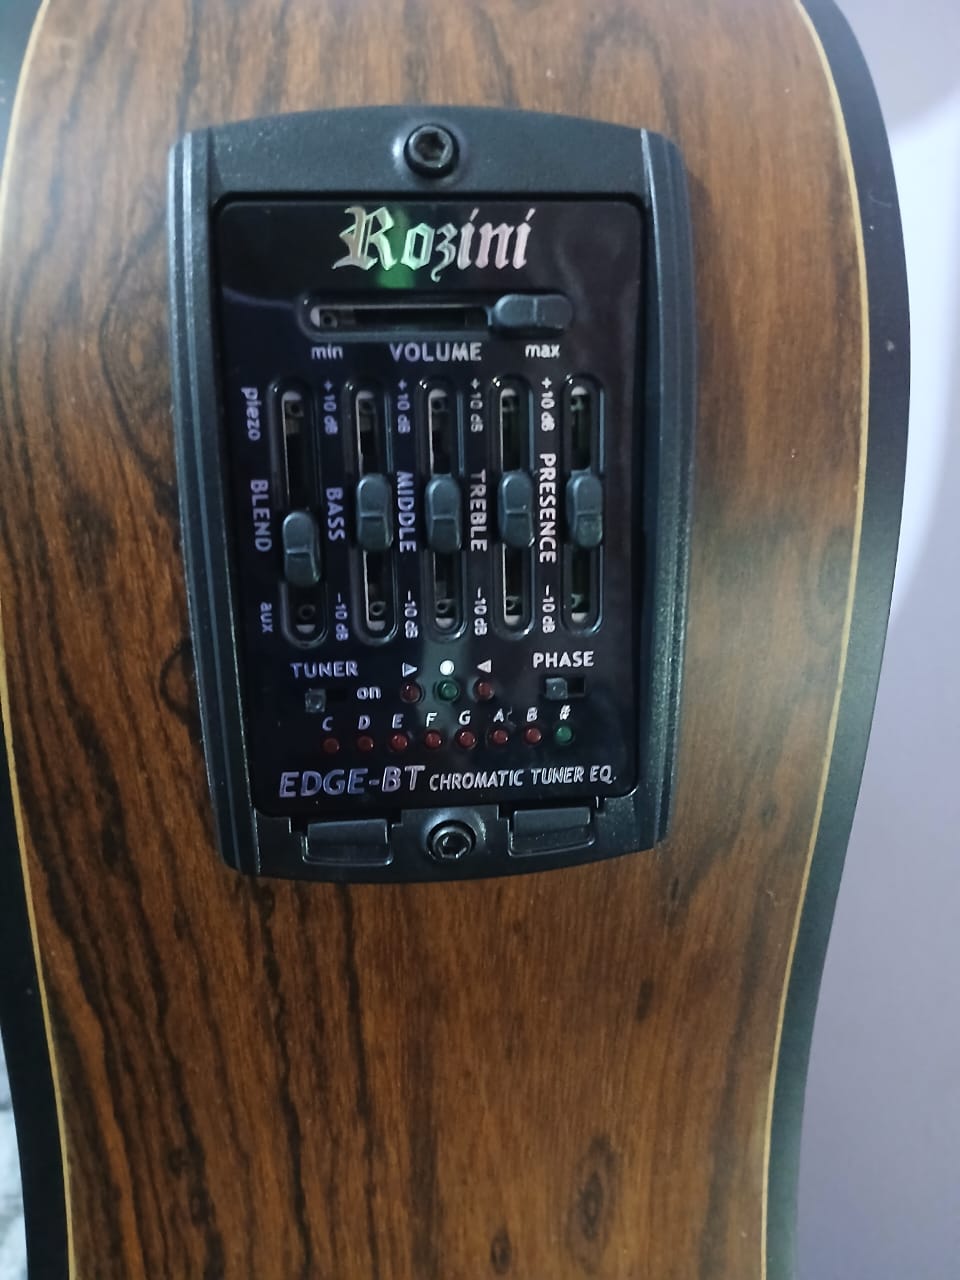 Rozini
min VOLUME max
piezo BLEND aux
+10 dB BASS -10 dB
+10 dB MIDDLE -10 dB
+10 dB TREBLE -10 dB
+10 dB PRESENCE -10 dB
TUNER on
PHASE
C D E F G A B #
EDGE-BT CHROMATIC TUNER EQ.